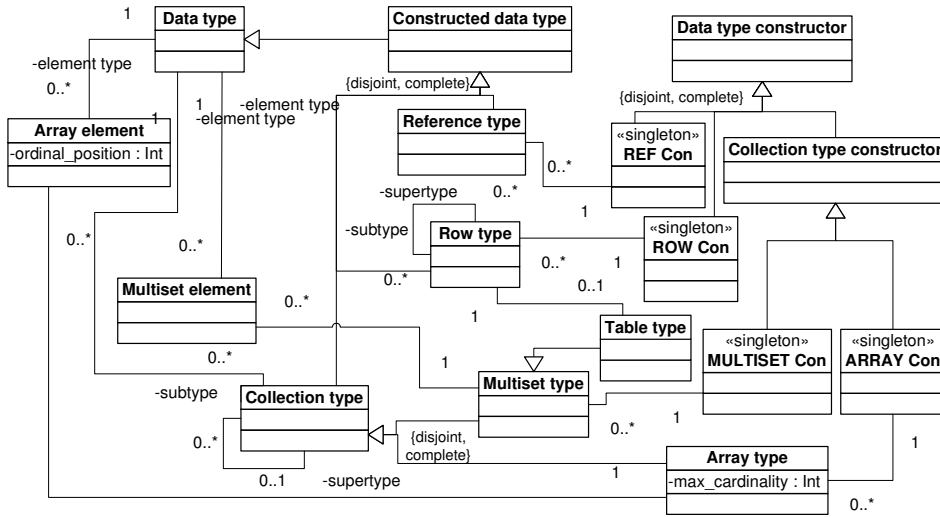 1
Data type
Constructed data type
Data type constructor
-element type
{disjoint, complete}
0..*
1
1
-element type
-element type
{disjoint, complete}
Array element
-ordinal_position : Int
Reference type
«singleton»
REF Con
Collection type constructor
0..*
-supertype
0..*
1
-subtype
Row type
«singleton»
ROW Con
0..*
0..*
0..*
1
0..*
0..1
Multiset element
0..*
1
Table type
«singleton»
MULTISET Con
«singleton»
ARRAY Con
0..*
1
-subtype
Collection type
Multiset type
0..*
1
0..*
{disjoint,
complete}
1
0..1
-supertype
1
Array type
-max_cardinality : Int
0..*